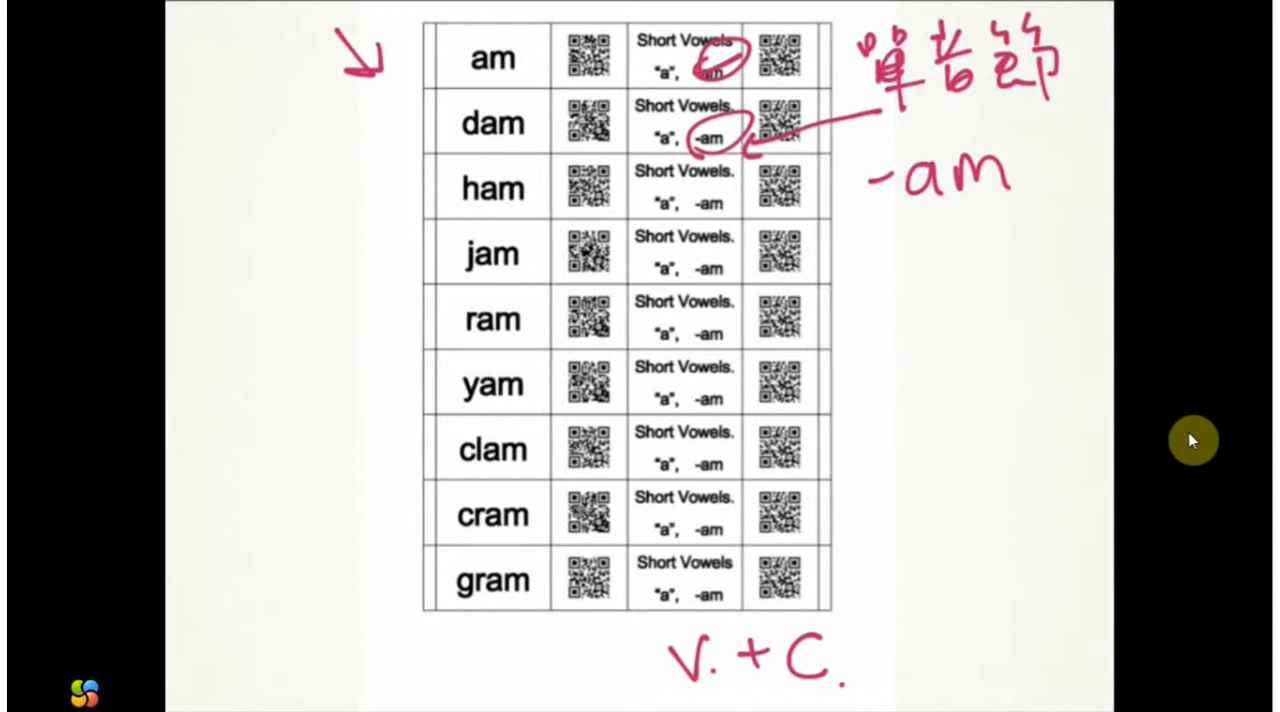 單音節
am
Short Vowels
"a", -am
dam
Short Vowels.
"a", -am
-am
ham
Short Vowels.
"a", -am
jam
Short Vowels.
"a", -am
ram
Short Vowels.
"a", -am
yam
Short Vowels.
"a", -am
clam
Short Vowels.
"a", -am
cram
Short Vowels.
"a", -am
gram
Short Vowels
"a", -am
V. + C.